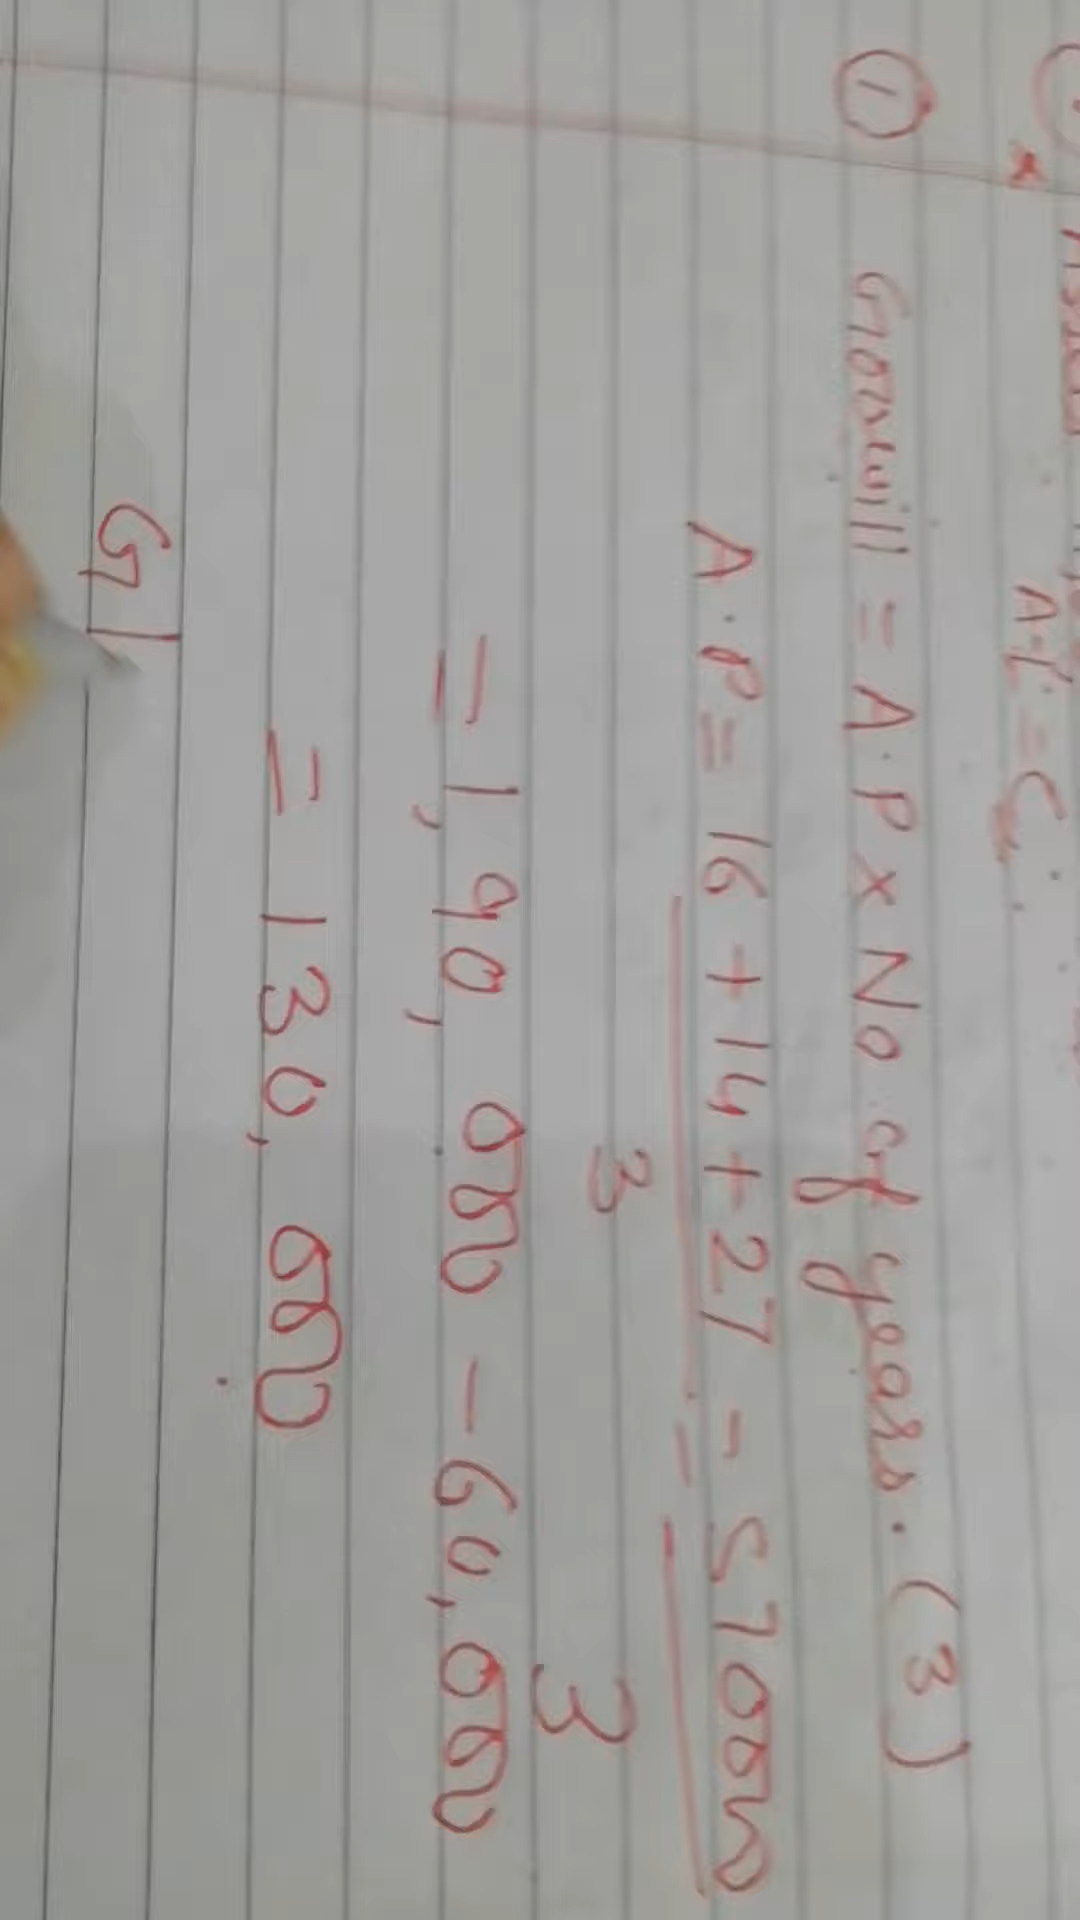 A-L = C
① Goodwill = A.P x No of years. (3)
A.P = 16 + 14 + 27 = 57000
3 3
= 1,90,000 - 60,000
= 130,000
G/